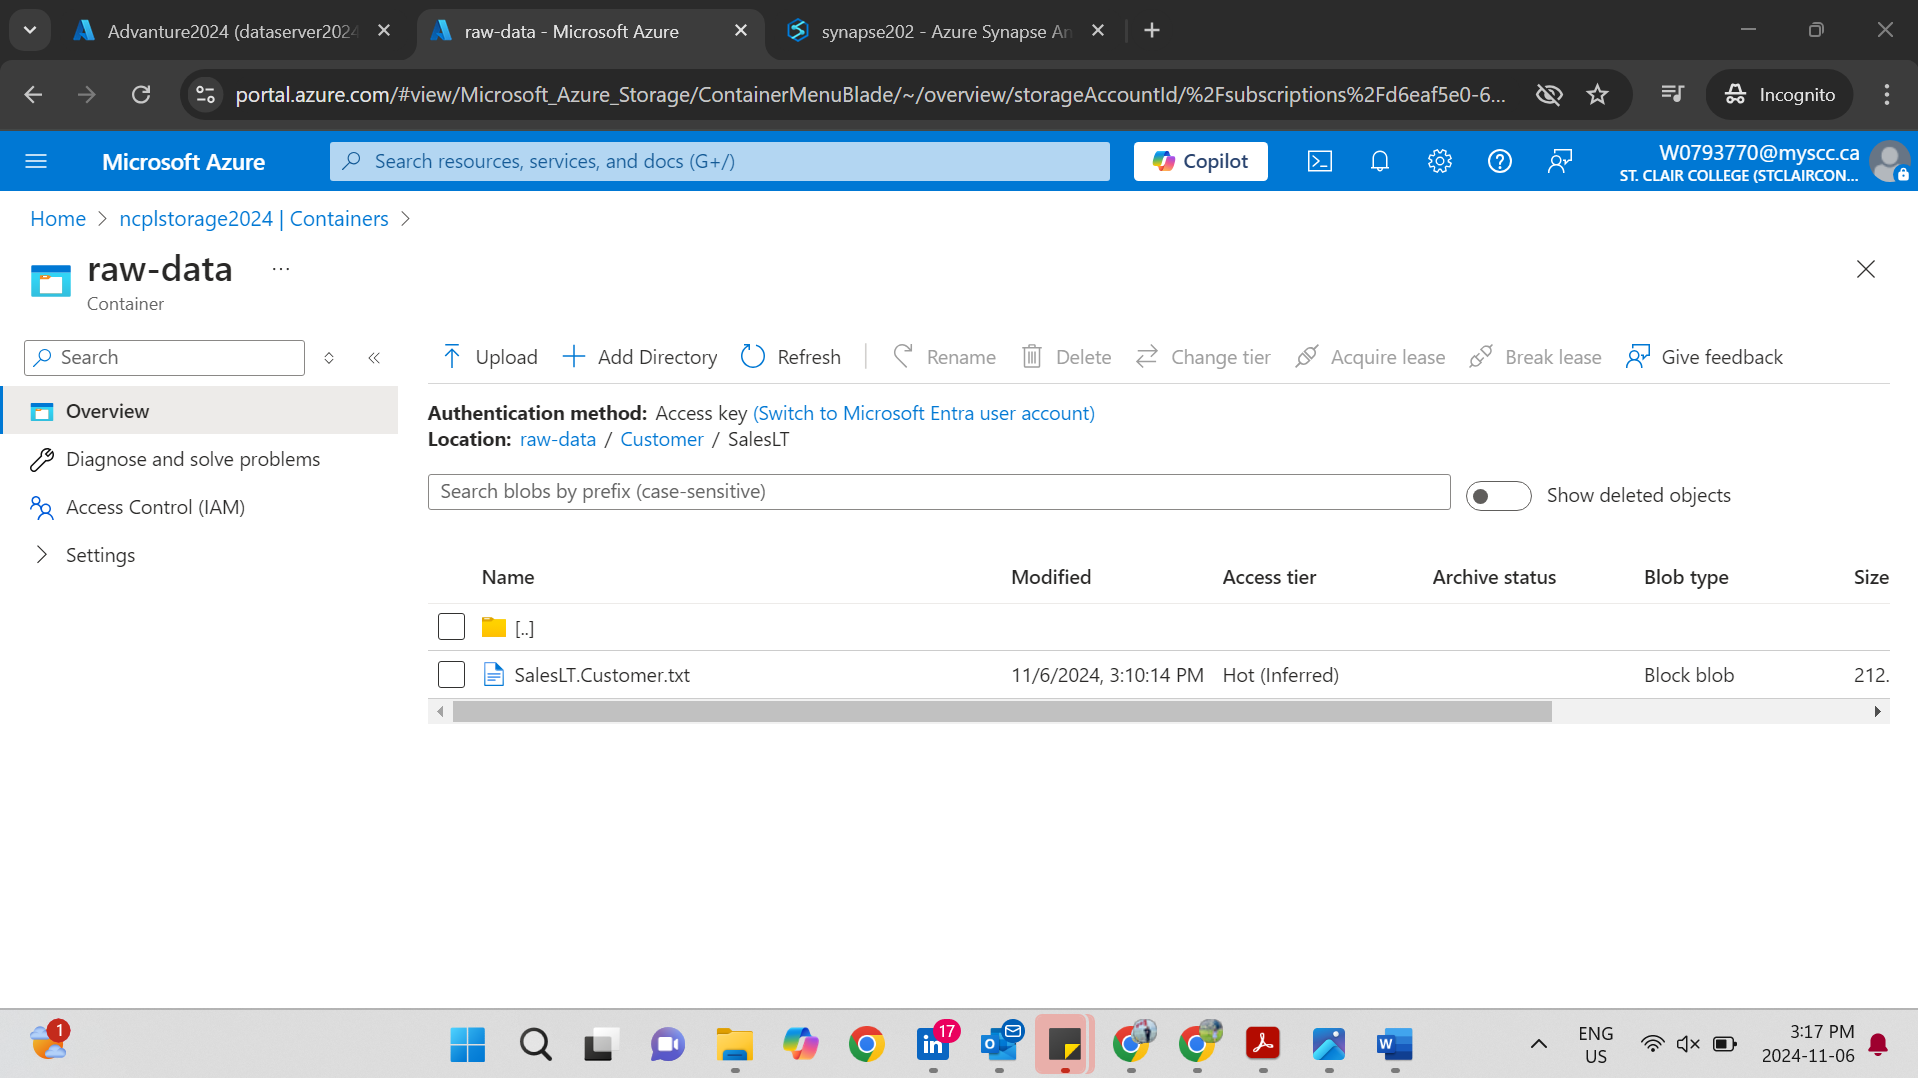 Advanture2024 (dataserver2024
raw-data - Microsoft Azure
synapse202 - Azure Synapse An
portal.azure.com/#view/Microsoft_Azure_Storage/ContainerMenuBlade/~/overview/storageAccountId/%2Fsubscriptions%2Fd6eaf5e0-6...
Incognito
Microsoft Azure
Search resources, services, and docs (G+/)
Copilot
W0793770@myscc.ca
ST. CLAIR COLLEGE (STCLAIRCON...
Home > ncplstorage2024 | Containers >
raw-data ...
Container
Search
Upload Add Directory Refresh Rename Delete Change tier Acquire lease Break lease Give feedback
Overview
Diagnose and solve problems
Access Control (IAM)
Settings
Authentication method: Access key (Switch to Microsoft Entra user account)
Location: raw-data / Customer / SalesLT
Search blobs by prefix (case-sensitive)
Show deleted objects
Name Modified Access tier Archive status Blob type Size
[..]
SalesLT.Customer.txt 11/6/2024, 3:10:14 PM Hot (Inferred) Block blob 212.
1
17
ENG
US
3:17 PM
2024-11-06